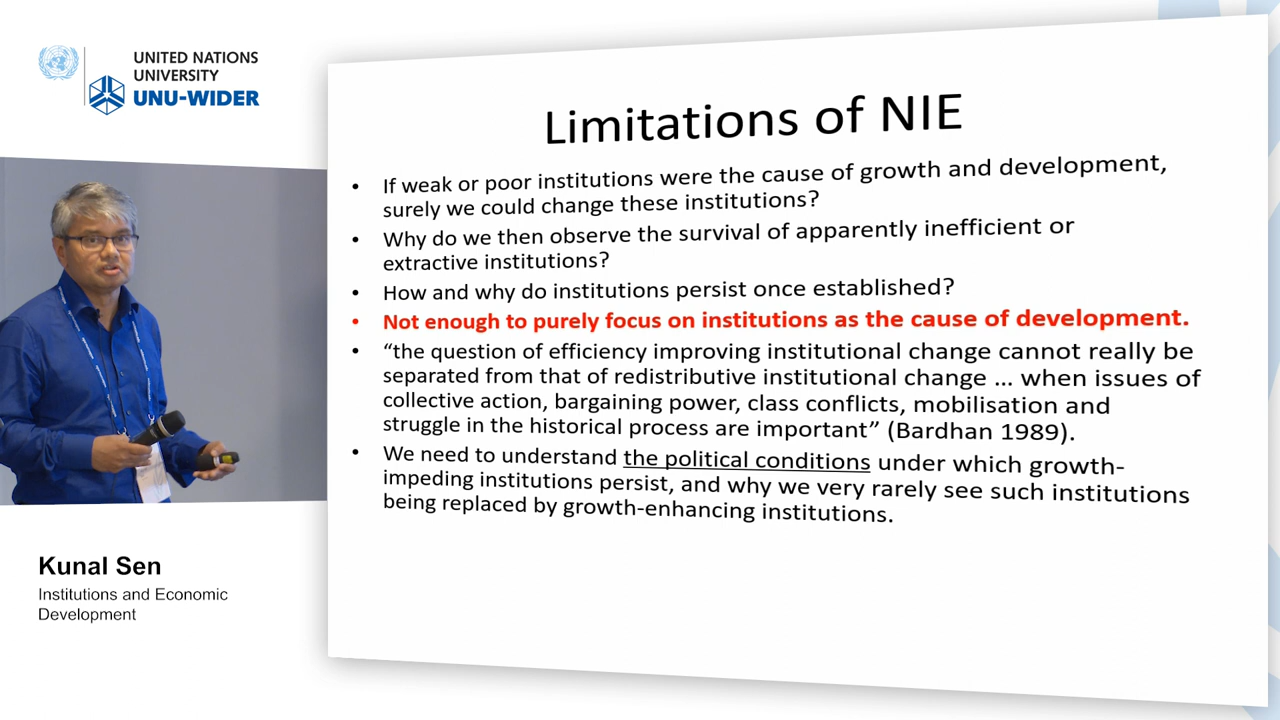 UNITED NATIONS
UNIVERSITY
UNU-WIDER
Limitations of NIE
• If weak or poor institutions were the cause of growth and development,
surely we could change these institutions?
• Why do we then observe the survival of apparently inefficient or
extractive institutions?
• How and why do institutions persist once established?
• Not enough to purely focus on institutions as the cause of development.
• “the question of efficiency improving institutional change cannot really be
separated from that of redistributive institutional change ... when issues of
collective action, bargaining power, class conflicts, mobilisation and
struggle in the historical process are important” (Bardhan 1989).
• We need to understand the political conditions under which growth-
impeding institutions persist, and why we very rarely see such institutions
being replaced by growth-enhancing institutions.
Kunal Sen
Institutions and Economic
Development